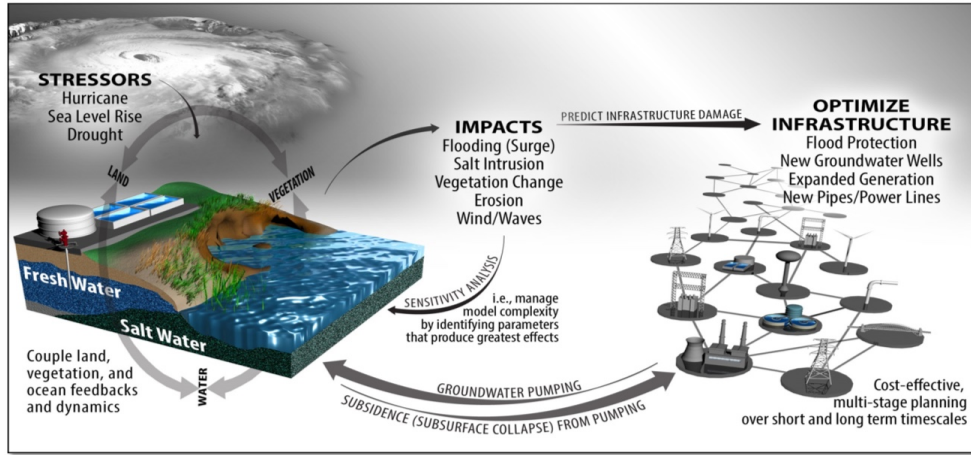 STRESSORS
Hurricane
Sea Level Rise
Drought
LAND
VEGETATION
Fresh Water
Salt Water
WATER
Couple land,
vegetation, and
ocean feedbacks
and dynamics
IMPACTS
Flooding (Surge)
Salt Intrusion
Vegetation Change
Erosion
Wind/Waves
SENSITIVITY ANALYSIS
i.e., manage
model complexity
by identifying parameters
that produce greatest effects
PREDICT INFRASTRUCTURE DAMAGE
OPTIMIZE
INFRASTRUCTURE
Flood Protection
New Groundwater Wells
Expanded Generation
New Pipes/Power Lines
GROUNDWATER PUMPING
SUBSIDENCE (SUBSURFACE COLLAPSE) FROM PUMPING
Cost-effective,
multi-stage planning
over short and long term timescales